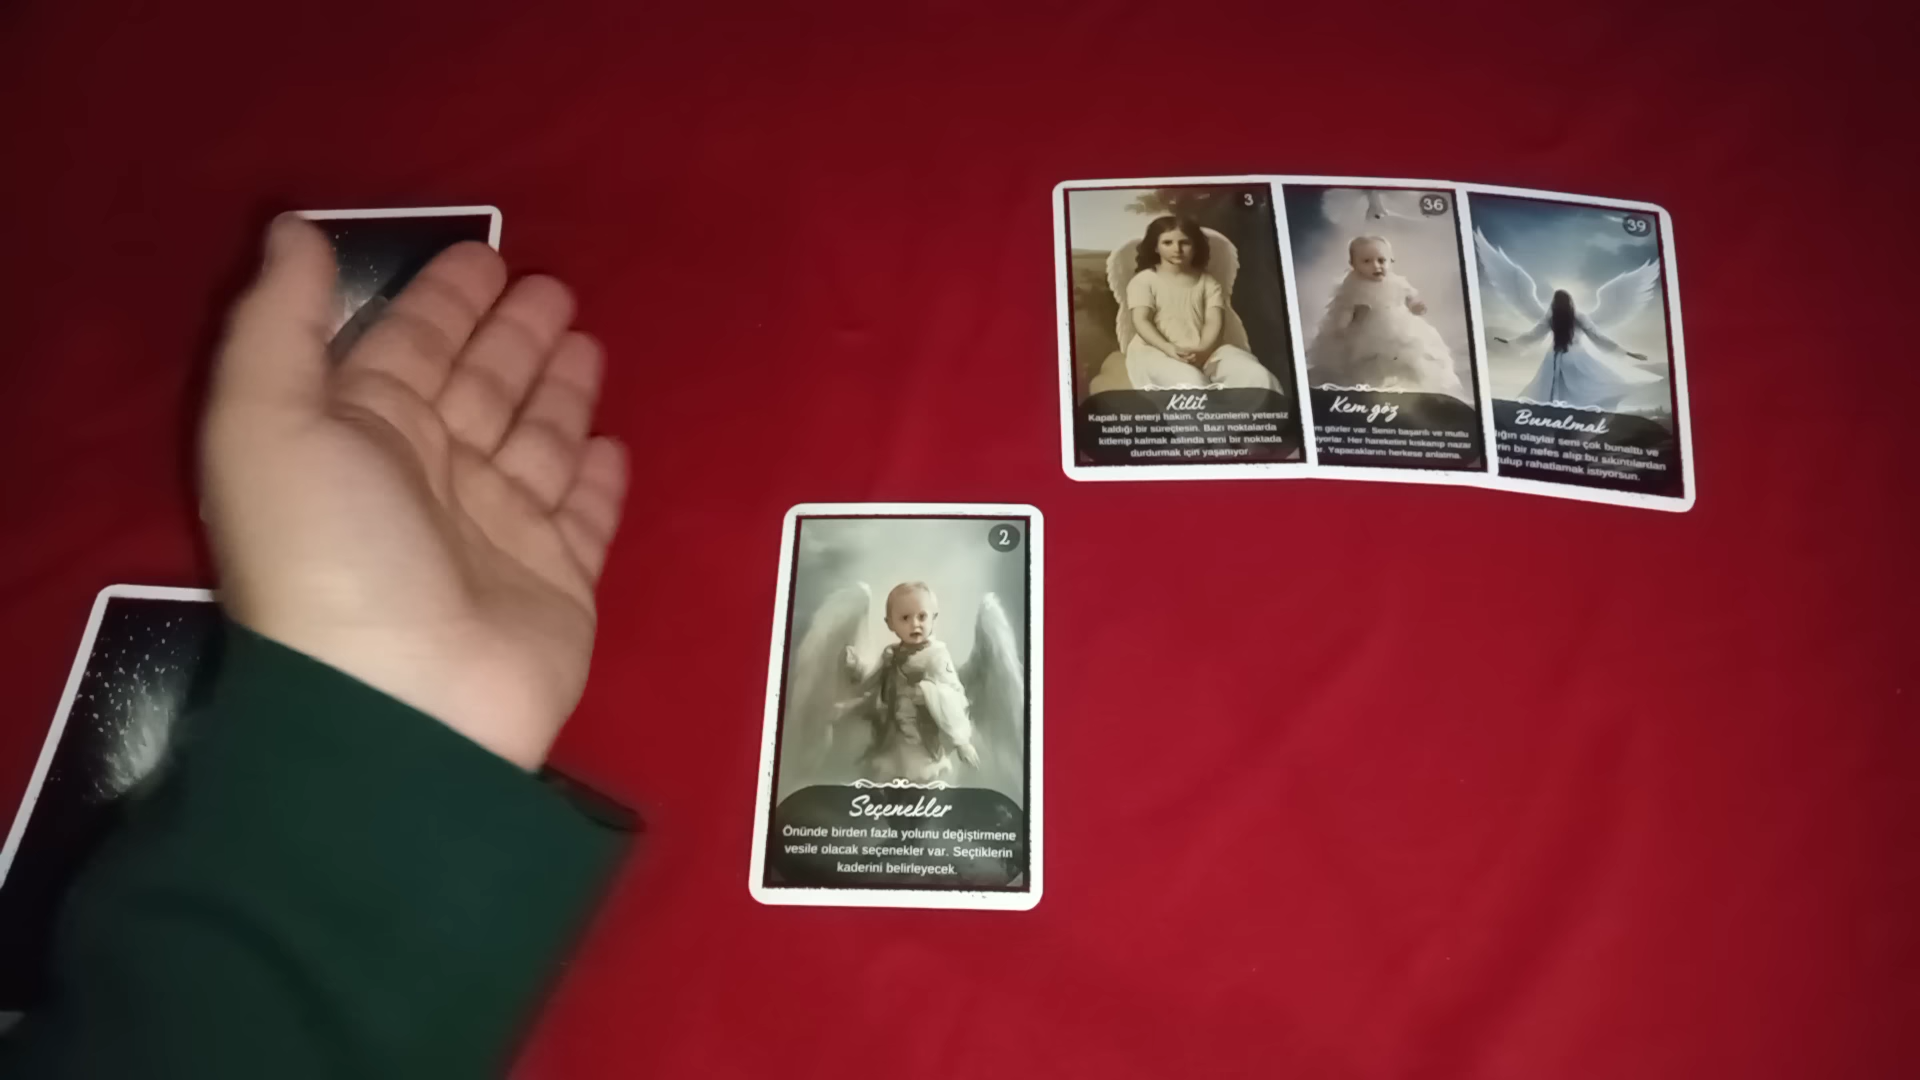 3
Kilit
Kapalı bir enerji hakim. Çözümlerin yetersiz
kaldığı bir süreçtesin. Bazı noktalarda
kitlenip kalmak aslında seni bir noktada
durdurmak için yaşanıyor.
36
Kem göz
gözler var. Senin başarılı ve mutlu
Her hareketini kıskanıp nazar
Yapacaklarını herkese anlatma.
39
Bunalmak
olaylar seni çok bunalttı ve
bir nefes alıp bu sıkıntılardan
rahatlamak istiyorsun.
2
Seçenekler
Önünde birden fazla yolunu değiştirmene
vesile olacak seçenekler var. Seçtiklerin
kaderini belirleyecek.